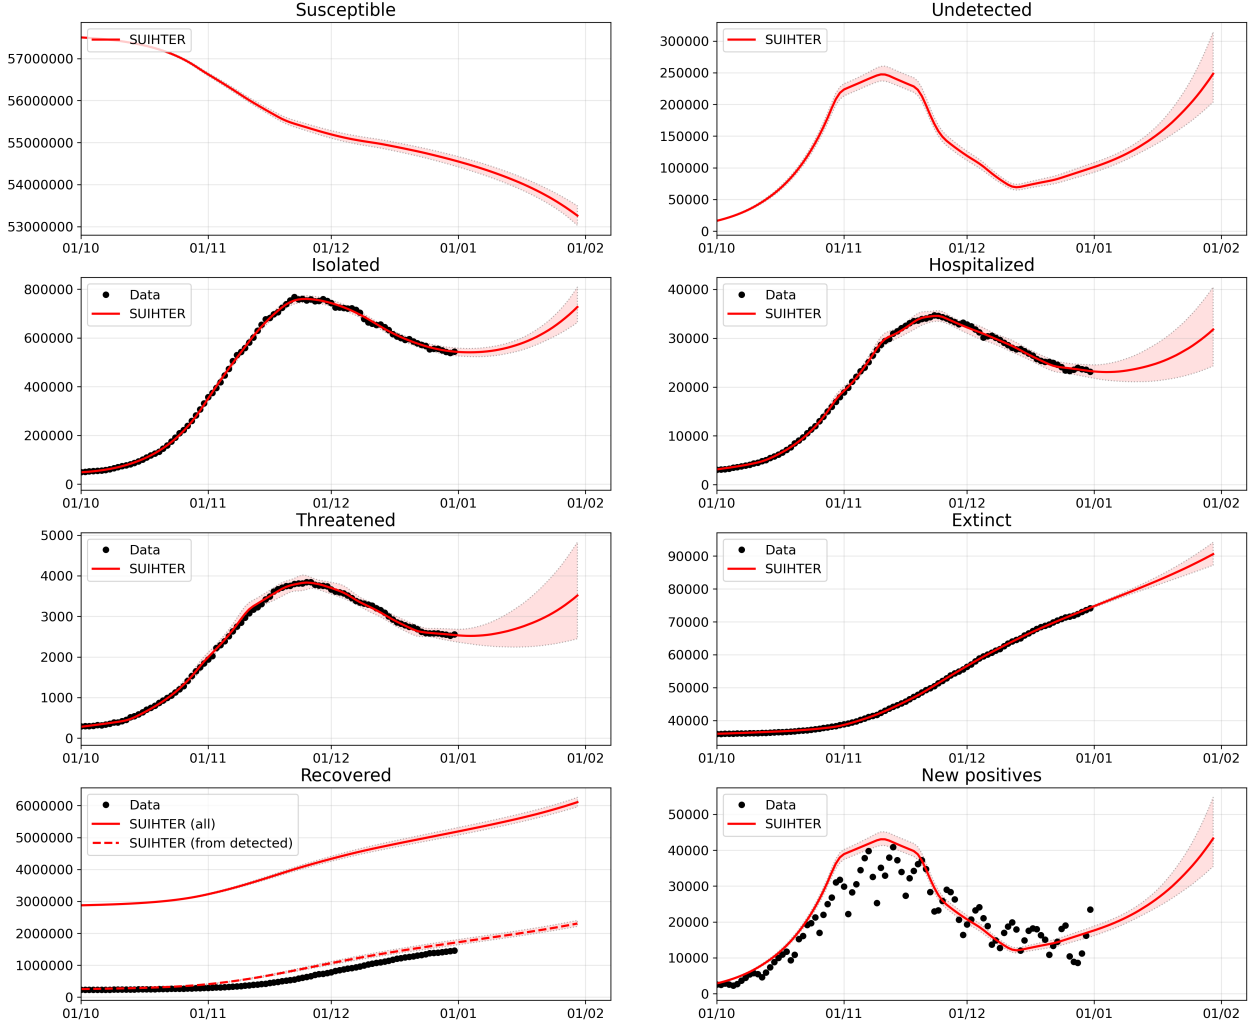 Susceptible
SUIHTER
57000000
56000000
55000000
54000000
53000000
01/10 01/11 01/12 01/01 01/02
Undetected
SUIHTER
300000
250000
200000
150000
100000
50000
0
01/10 01/11 01/12 01/01 01/02
Isolated
Data
SUIHTER
800000
600000
400000
200000
0
01/10 01/11 01/12 01/01 01/02
Hospitalized
Data
SUIHTER
40000
30000
20000
10000
0
01/10 01/11 01/12 01/01 01/02
Threatened
Data
SUIHTER
5000
4000
3000
2000
1000
0
01/10 01/11 01/12 01/01 01/02
Extinct
Data
SUIHTER
90000
80000
70000
60000
50000
40000
01/10 01/11 01/12 01/01 01/02
Recovered
Data
SUIHTER (all)
SUIHTER (from detected)
6000000
5000000
4000000
3000000
2000000
1000000
0
01/10 01/11 01/12 01/01 01/02
New positives
Data
SUIHTER
50000
40000
30000
20000
10000
0
01/10 01/11 01/12 01/01 01/02